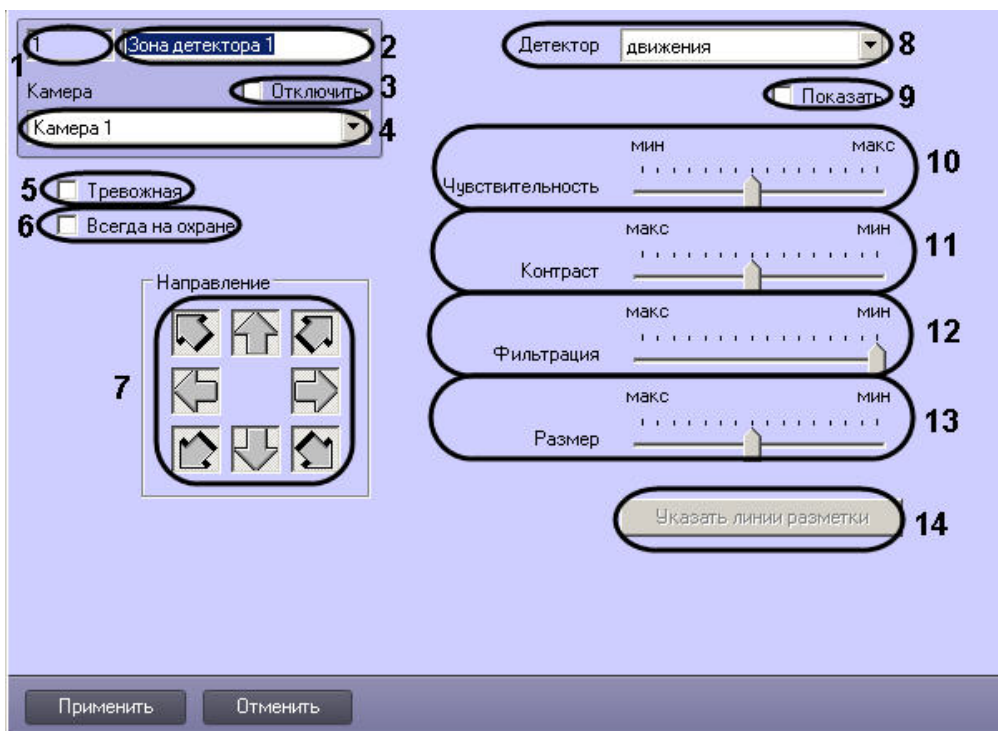 1 Зона детектора 1
1
2
Камера
Отключить
3
Камера 1
4
5
Тревожная
6
Всегда на охране
Направление
7
Детектор
движения
8
Показать
9
мин макс
Чувствительность
10
макс мин
Контраст
11
макс мин
Фильтрация
12
макс мин
Размер
13
Указать линии разметки
14
Применить
Отменить